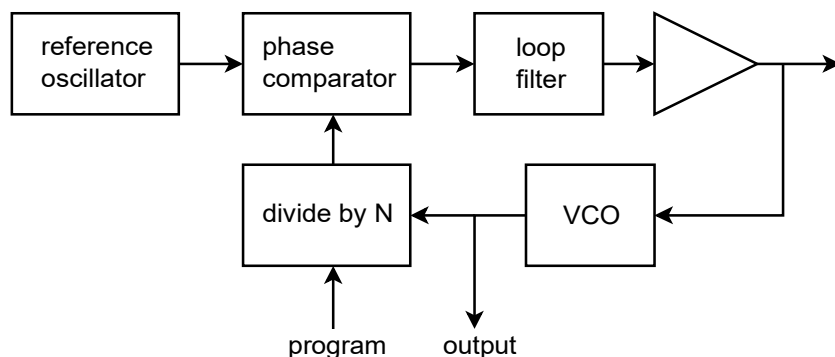 reference
oscillator
phase
comparator
loop
filter
divide by N
VCO
program
output